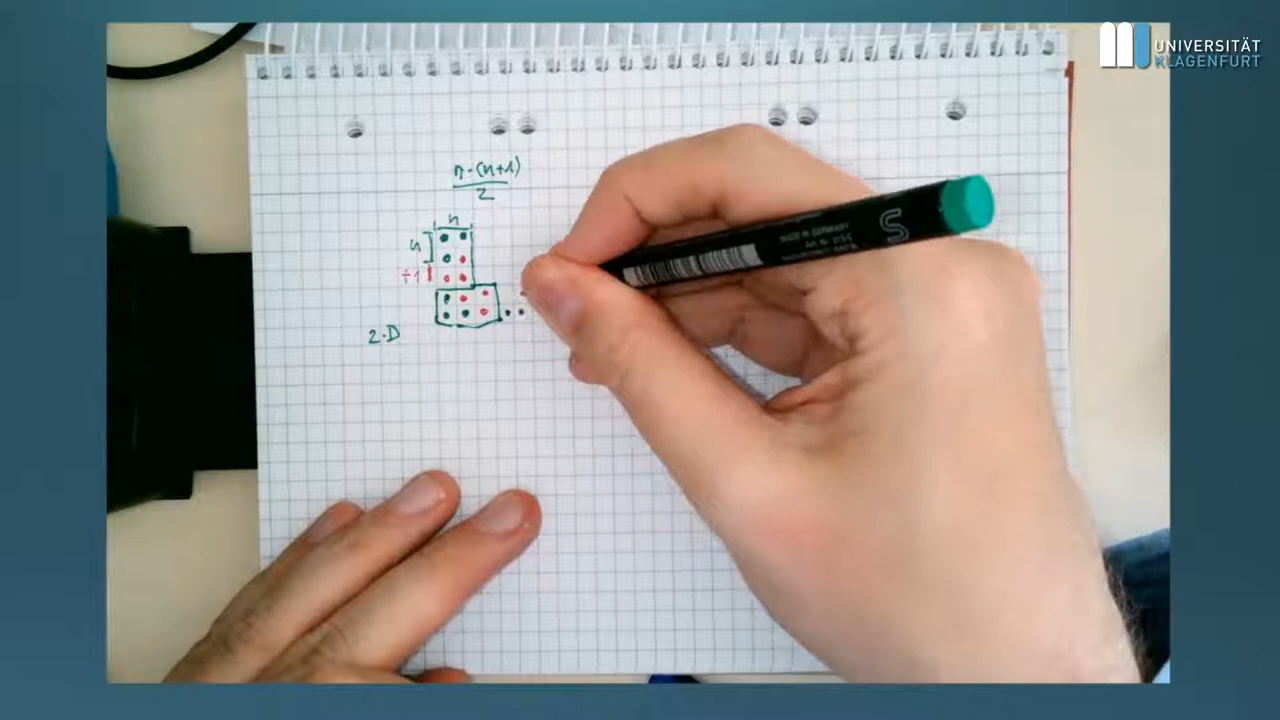 UNIVERSITÄT
KLAGENFURT
n·(n+1)
2
n
n
+1
2·D
MADE IN GERMANY
S